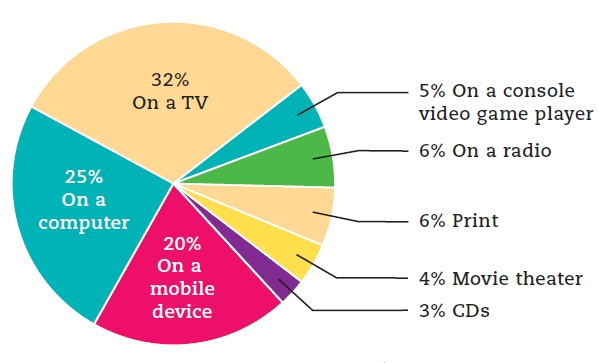 32%
On a TV
5% On a console
video game player
6% On a radio
25%
On a
computer
6% Print
20%
On a
mobile
device
4% Movie theater
3% CDs